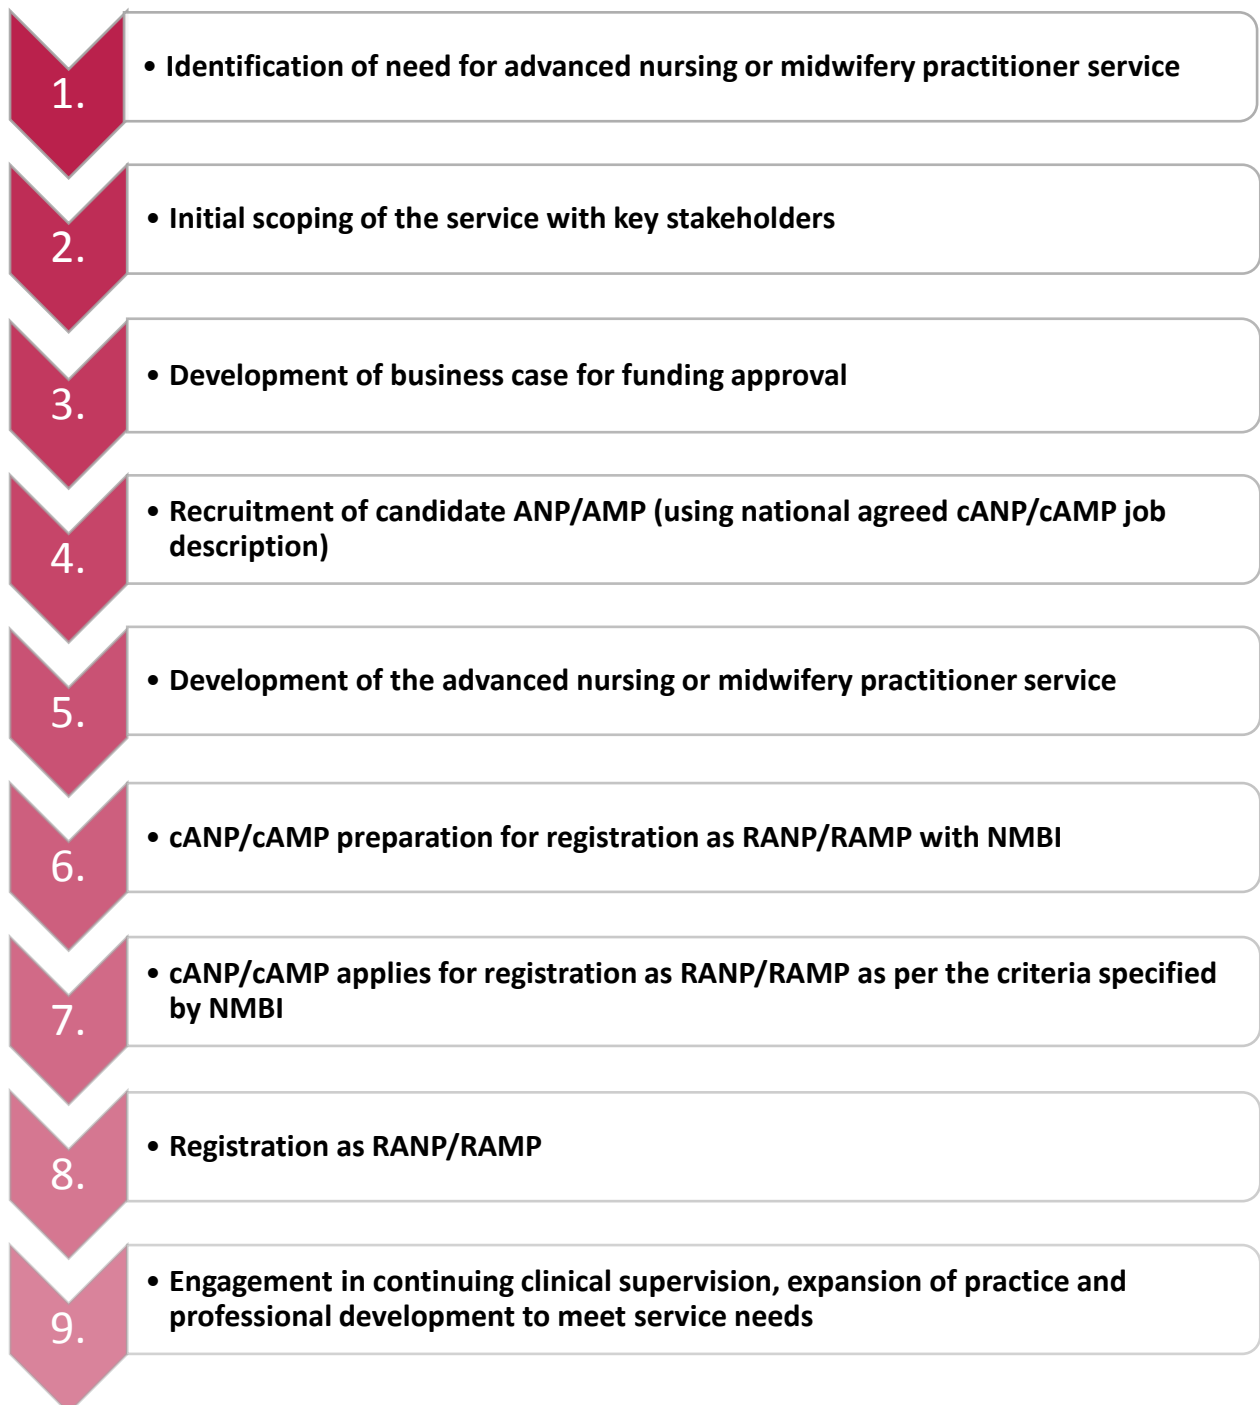 1.
• Identification of need for advanced nursing or midwifery practitioner service
2.
• Initial scoping of the service with key stakeholders
3.
• Development of business case for funding approval
4.
• Recruitment of candidate ANP/AMP (using national agreed cANP/cAMP job
description)
5.
• Development of the advanced nursing or midwifery practitioner service
6.
• cANP/cAMP preparation for registration as RANP/RAMP with NMBI
7.
• cANP/cAMP applies for registration as RANP/RAMP as per the criteria specified
by NMBI
8.
• Registration as RANP/RAMP
9.
• Engagement in continuing clinical supervision, expansion of practice and
professional development to meet service needs